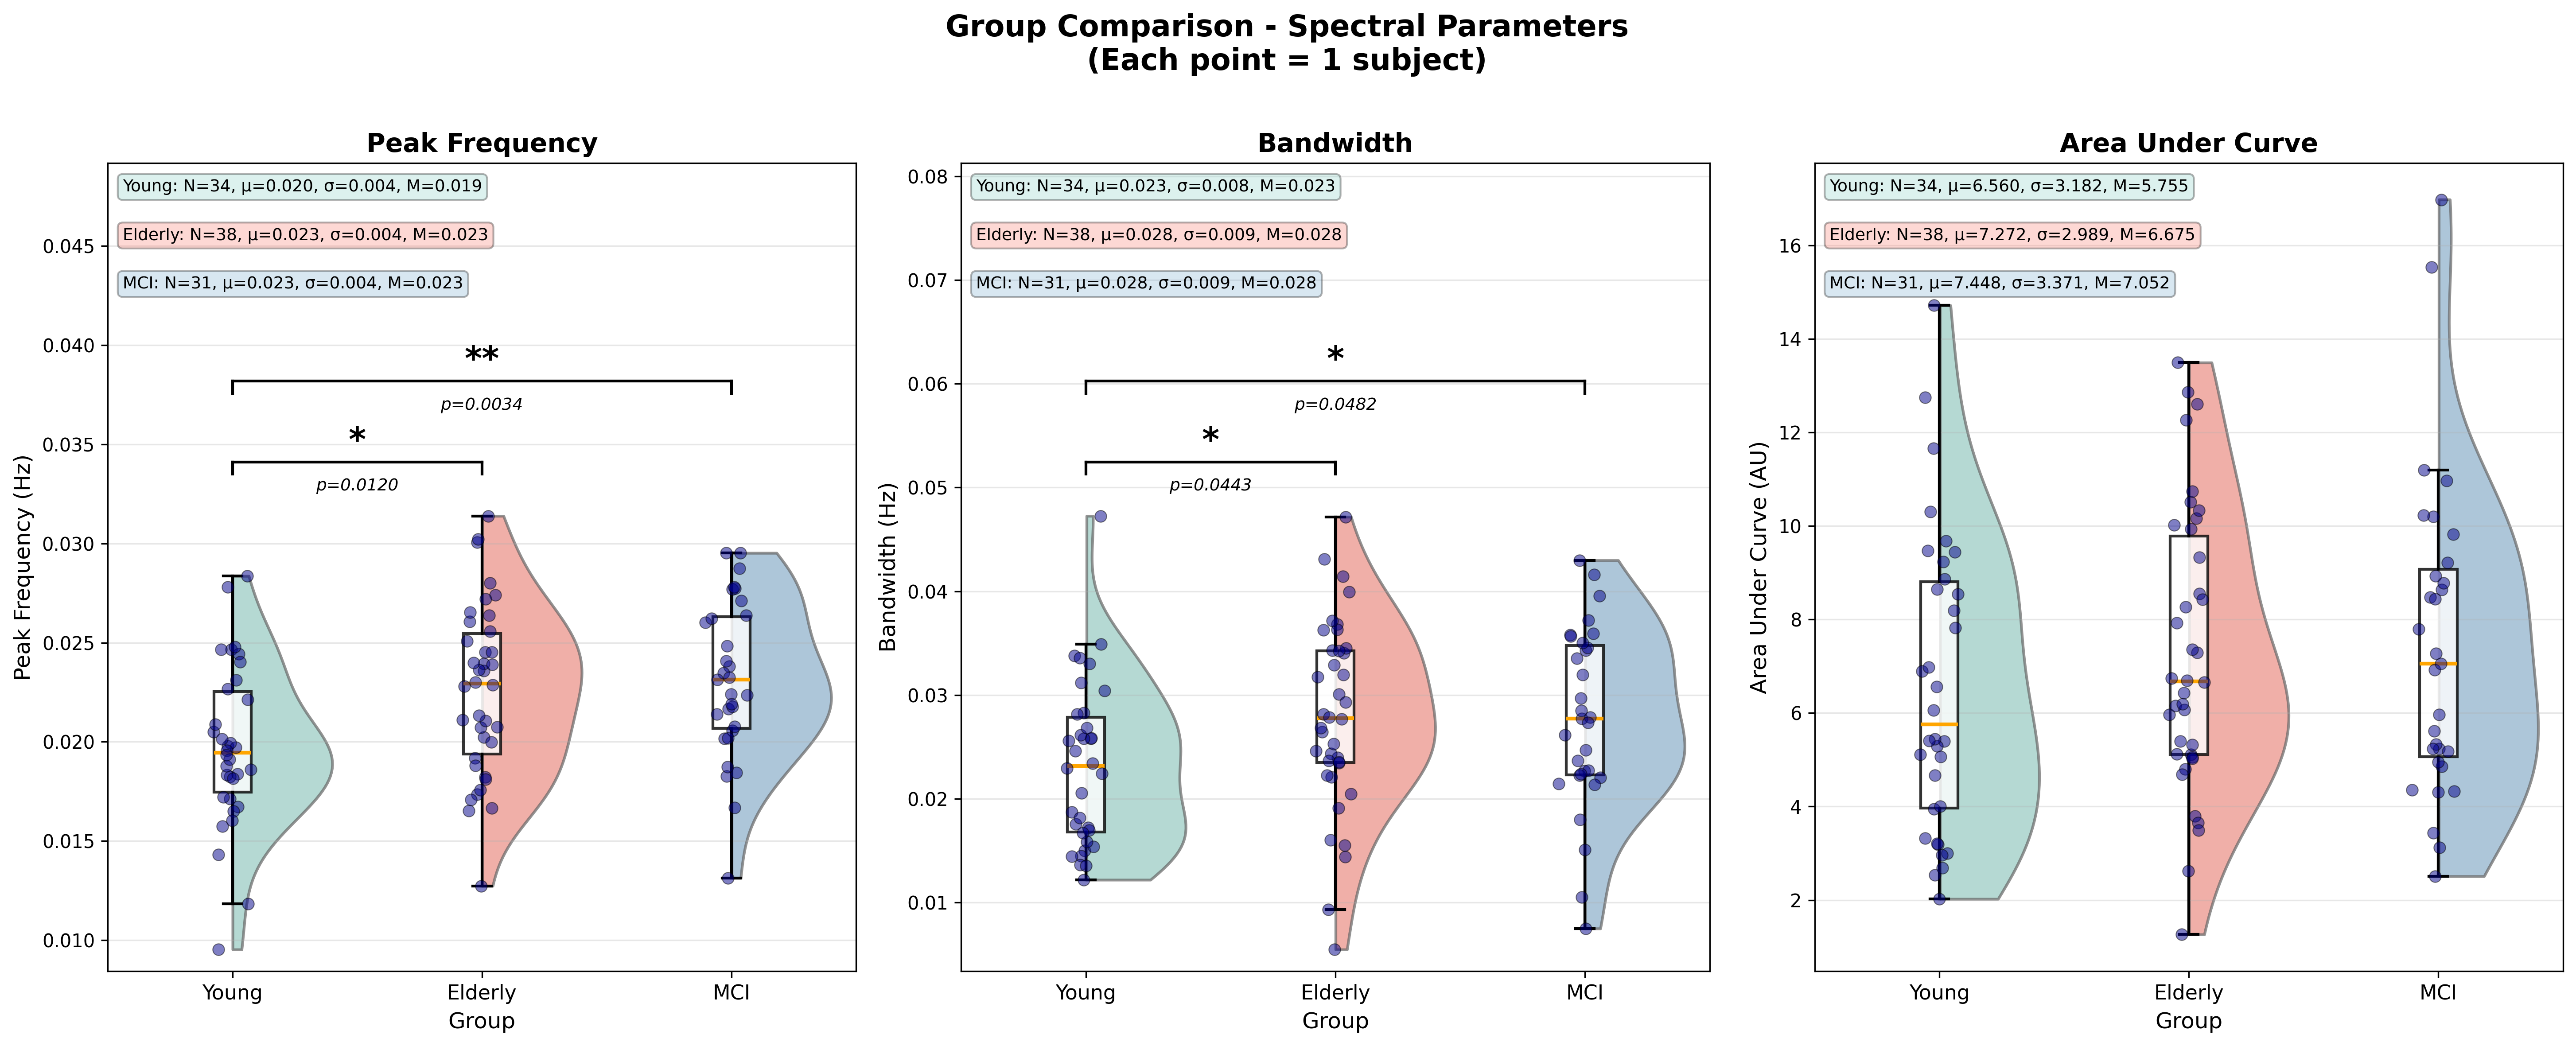 Group Comparison - Spectral Parameters
(Each point = 1 subject)
Peak Frequency
Young: N=34, μ=0.020, σ=0.004, M=0.019
Elderly: N=38, μ=0.023, σ=0.004, M=0.023
MCI: N=31, μ=0.023, σ=0.004, M=0.023
**
p=0.0034
*
p=0.0120
Peak Frequency (Hz)
0.045
0.040
0.035
0.030
0.025
0.020
0.015
0.010
Young Elderly MCI
Group
Bandwidth
Young: N=34, μ=0.023, σ=0.008, M=0.023
Elderly: N=38, μ=0.028, σ=0.009, M=0.028
MCI: N=31, μ=0.028, σ=0.009, M=0.028
*
p=0.0482
*
p=0.0443
Bandwidth (Hz)
0.08
0.07
0.06
0.05
0.04
0.03
0.02
0.01
Young Elderly MCI
Group
Area Under Curve
Young: N=34, μ=6.560, σ=3.182, M=5.755
Elderly: N=38, μ=7.272, σ=2.989, M=6.675
MCI: N=31, μ=7.448, σ=3.371, M=7.052
Area Under Curve (AU)
16
14
12
10
8
6
4
2
Young Elderly MCI
Group